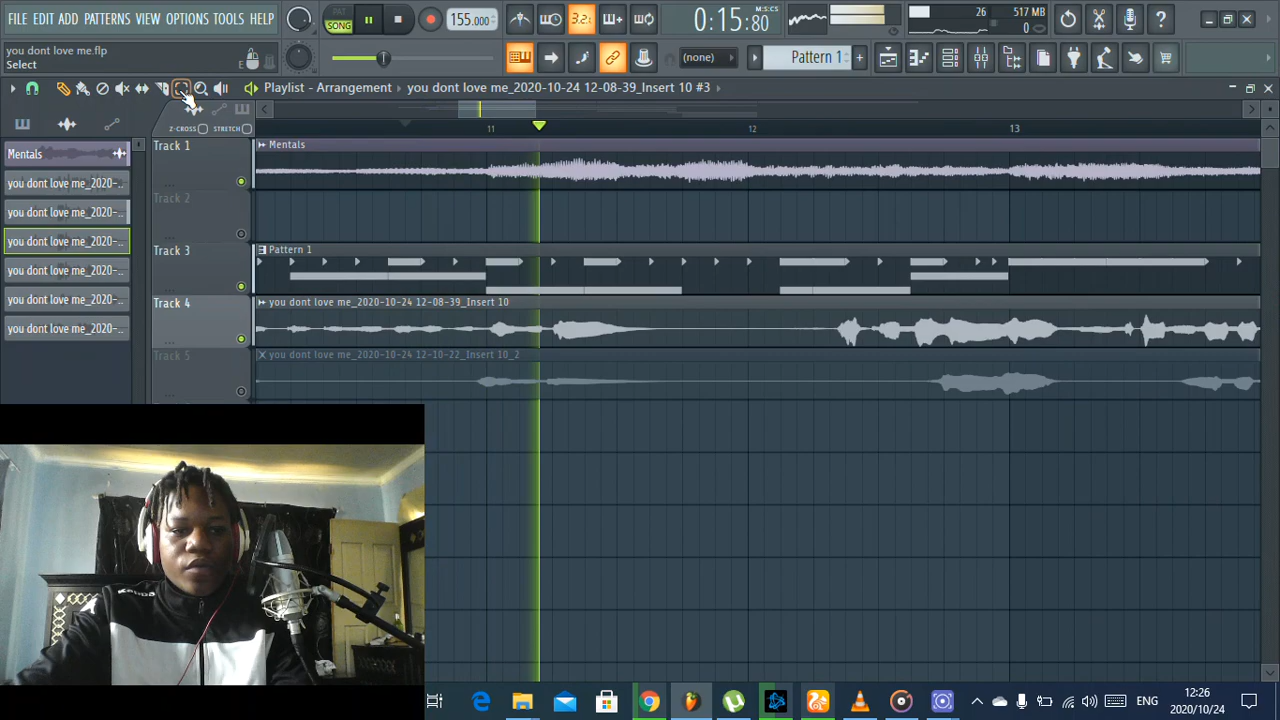 FILE EDIT ADD PATTERNS VIEW OPTIONS TOOLS HELP
PAT
SONG
155.000
3.2
0:15:80
M:S:CS
26
517 MB
0
you dont love me.flp
Select
(none)
Pattern 1
Playlist - Arrangement
you dont love me_2020-10-24 12-08-39_Insert 10 #3
Z-CROSS
STRETCH
11
12
13
Mentals
you dont love me_2020-..
you dont love me_2020-..
you dont love me_2020-..
you dont love me_2020-..
you dont love me_2020-..
you dont love me_2020-..
Track 1
Mentals
Track 2
Track 3
Pattern 1
Track 4
you dont love me_2020-10-24 12-08-39_Insert 10
Track 5
you dont love me_2020-10-24 12-10-22_Insert 10_2
ENG
12:26
2020/10/24